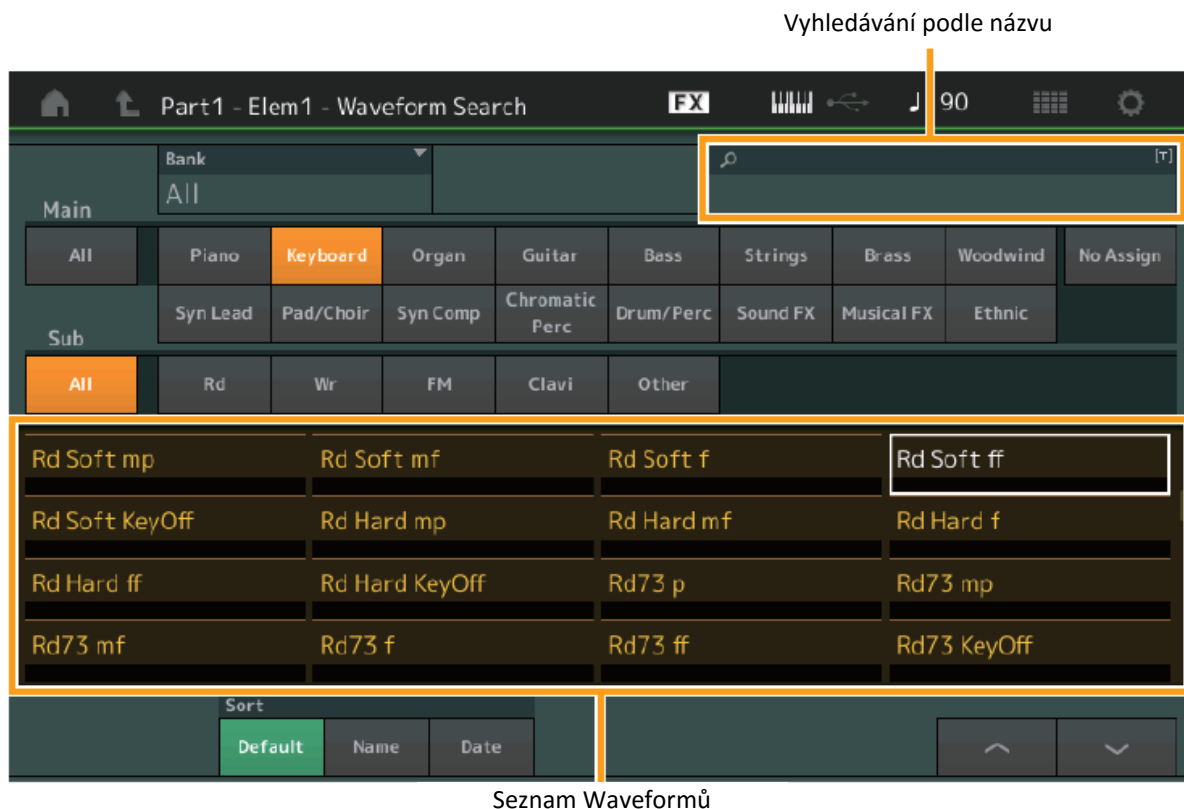 Vyhledávání podle názvu
Part1 - Elem1 - Waveform Search FX ♩ 90
Bank [T]
All
Main
All Piano Keyboard Organ Guitar Bass Strings Brass Woodwind No Assign
Syn Lead Pad/Choir Syn Comp Chromatic Perc Drum/Perc Sound FX Musical FX Ethnic
Sub
All Rd Wr FM Clavi Other
Rd Soft mp Rd Soft mf Rd Soft f Rd Soft ff
Rd Soft KeyOff Rd Hard mp Rd Hard mf Rd Hard f
Rd Hard ff Rd Hard KeyOff Rd73 p Rd73 mp
Rd73 mf Rd73 f Rd73 ff Rd73 KeyOff
Sort
Default Name Date
Seznam Waveformů